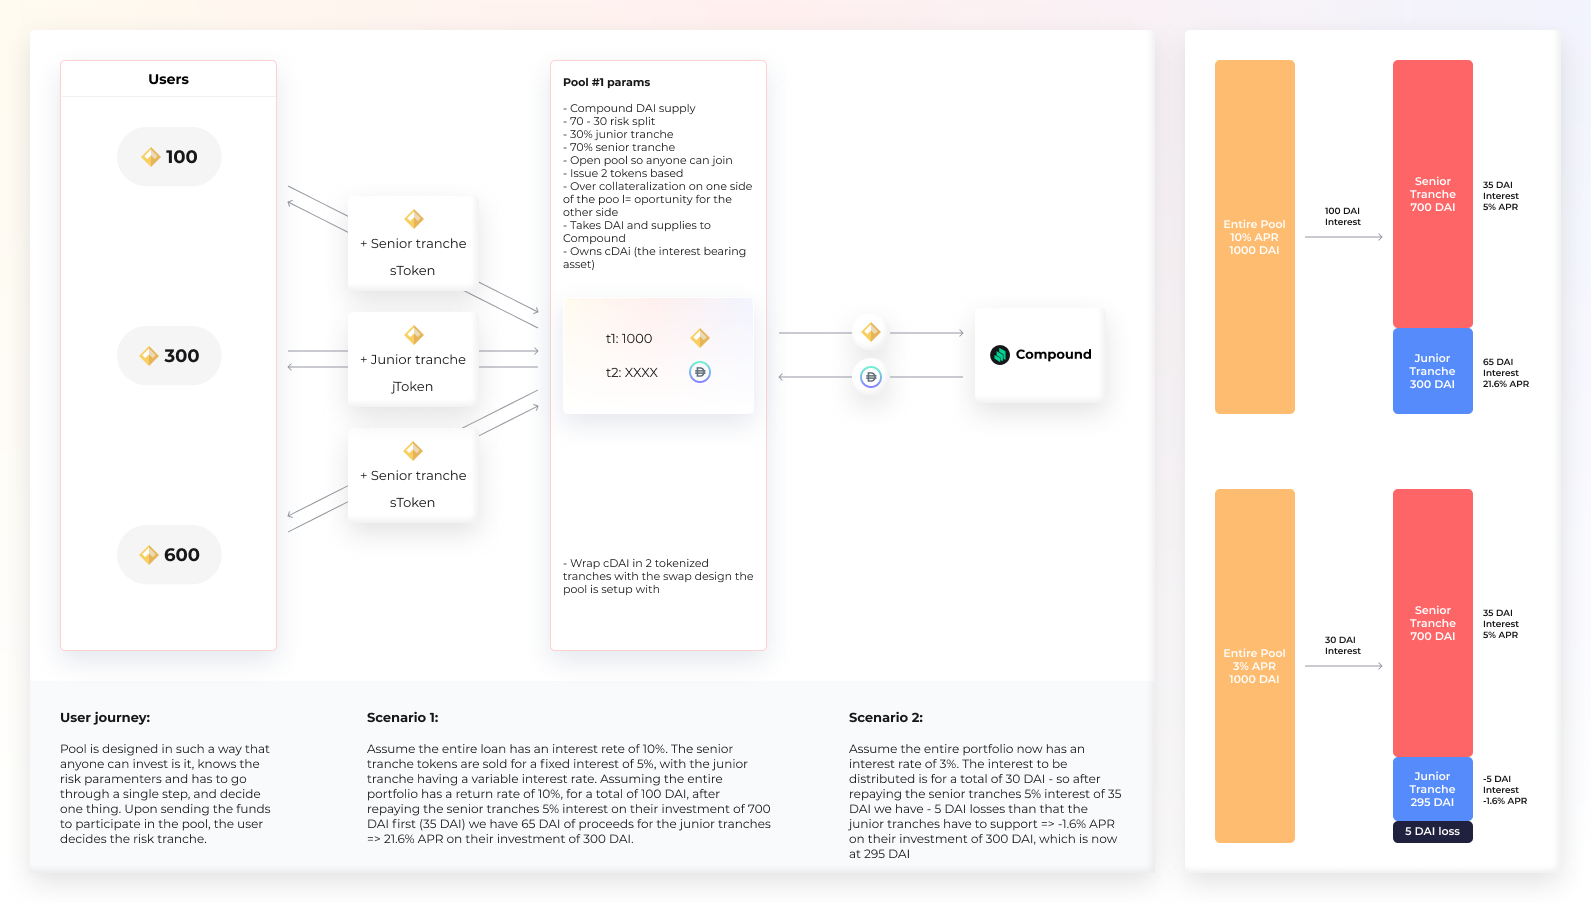 Users
100
300
600
+ Senior tranche
sToken
+ Junior tranche
jToken
+ Senior tranche
sToken
Pool #1 params
- Compound DAI supply
- 70 - 30 risk split
- 30% junior tranche
- 70% senior tranche
- Open pool so anyone can join
- Issue 2 tokens based
- Over collateralization on one side
of the poo l= oportunity for the
other side
- Takes DAI and supplies to
Compound
- Owns cDAi (the interest bearing
asset)
t1: 1000
t2: XXXX
- Wrap cDAI in 2 tokenized
tranches with the swap design the
pool is setup with
Compound
User journey:
Pool is designed in such a way that
anyone can invest is it, knows the
risk paramenters and has to go
through a single step, and decide
one thing. Upon sending the funds
to participate in the pool, the user
decides the risk tranche.
Scenario 1:
Assume the entire loan has an interest rete of 10%. The senior
tranche tokens are sold for a fixed interest of 5%, with the junior
tranche having a variable interest rate. Assuming the entire
portfolio has a return rate of 10%, for a total of 100 DAI, after
repaying the senior tranches 5% interest on their investment of 700
DAI first (35 DAI) we have 65 DAI of proceeds for the junior tranches
=> 21.6% APR on their investment of 300 DAI.
Scenario 2:
Assume the entire portfolio now has an
interest rate of 3%. The interest to be
distributed is for a total of 30 DAI - so after
repaying the senior tranches 5% interest of 35
DAI we have - 5 DAI losses than that the
junior tranches have to support => -1.6% APR
on their investment of 300 DAI, which is now
at 295 DAI
Entire Pool
10% APR
1000 DAI
100 DAI
Interest
Senior
Tranche
700 DAI
35 DAI
Interest
5% APR
Junior
Tranche
300 DAI
65 DAI
Interest
21.6% APR
Entire Pool
3% APR
1000 DAI
30 DAI
Interest
Senior
Tranche
700 DAI
35 DAI
Interest
5% APR
Junior
Tranche
295 DAI
-5 DAI
Interest
-1.6% APR
5 DAI loss